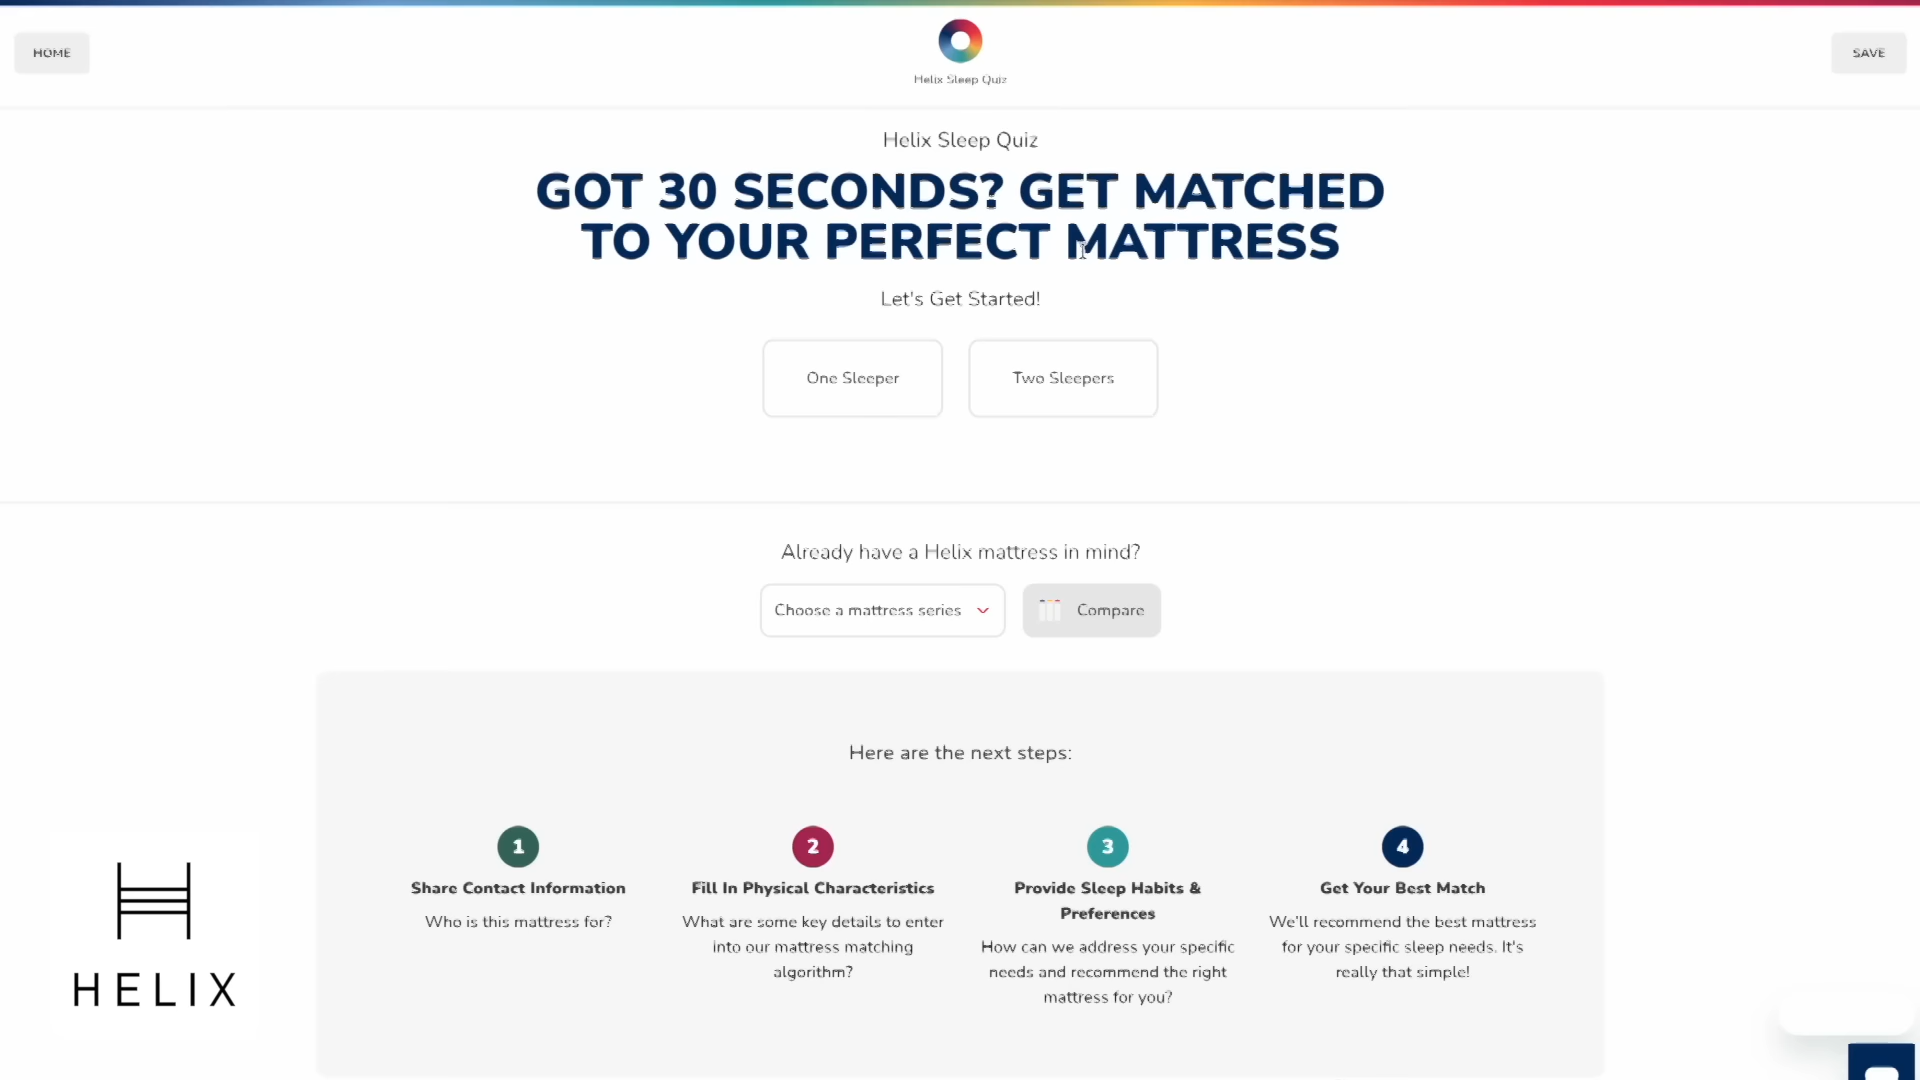 HOME
Helix Sleep Quiz
SAVE
Helix Sleep Quiz
GOT 30 SECONDS? GET MATCHED
TO YOUR PERFECT MATTRESS
Let's Get Started!
One Sleeper
Two Sleepers
Already have a Helix mattress in mind?
Choose a mattress series
Compare
Here are the next steps:
1
Share Contact Information
Who is this mattress for?
2
Fill In Physical Characteristics
What are some key details to enter
into our mattress matching
algorithm?
3
Provide Sleep Habits &
Preferences
How can we address your specific
needs and recommend the right
mattress for you?
4
Get Your Best Match
We'll recommend the best mattress
for your specific sleep needs. It's
really that simple!
HELIX